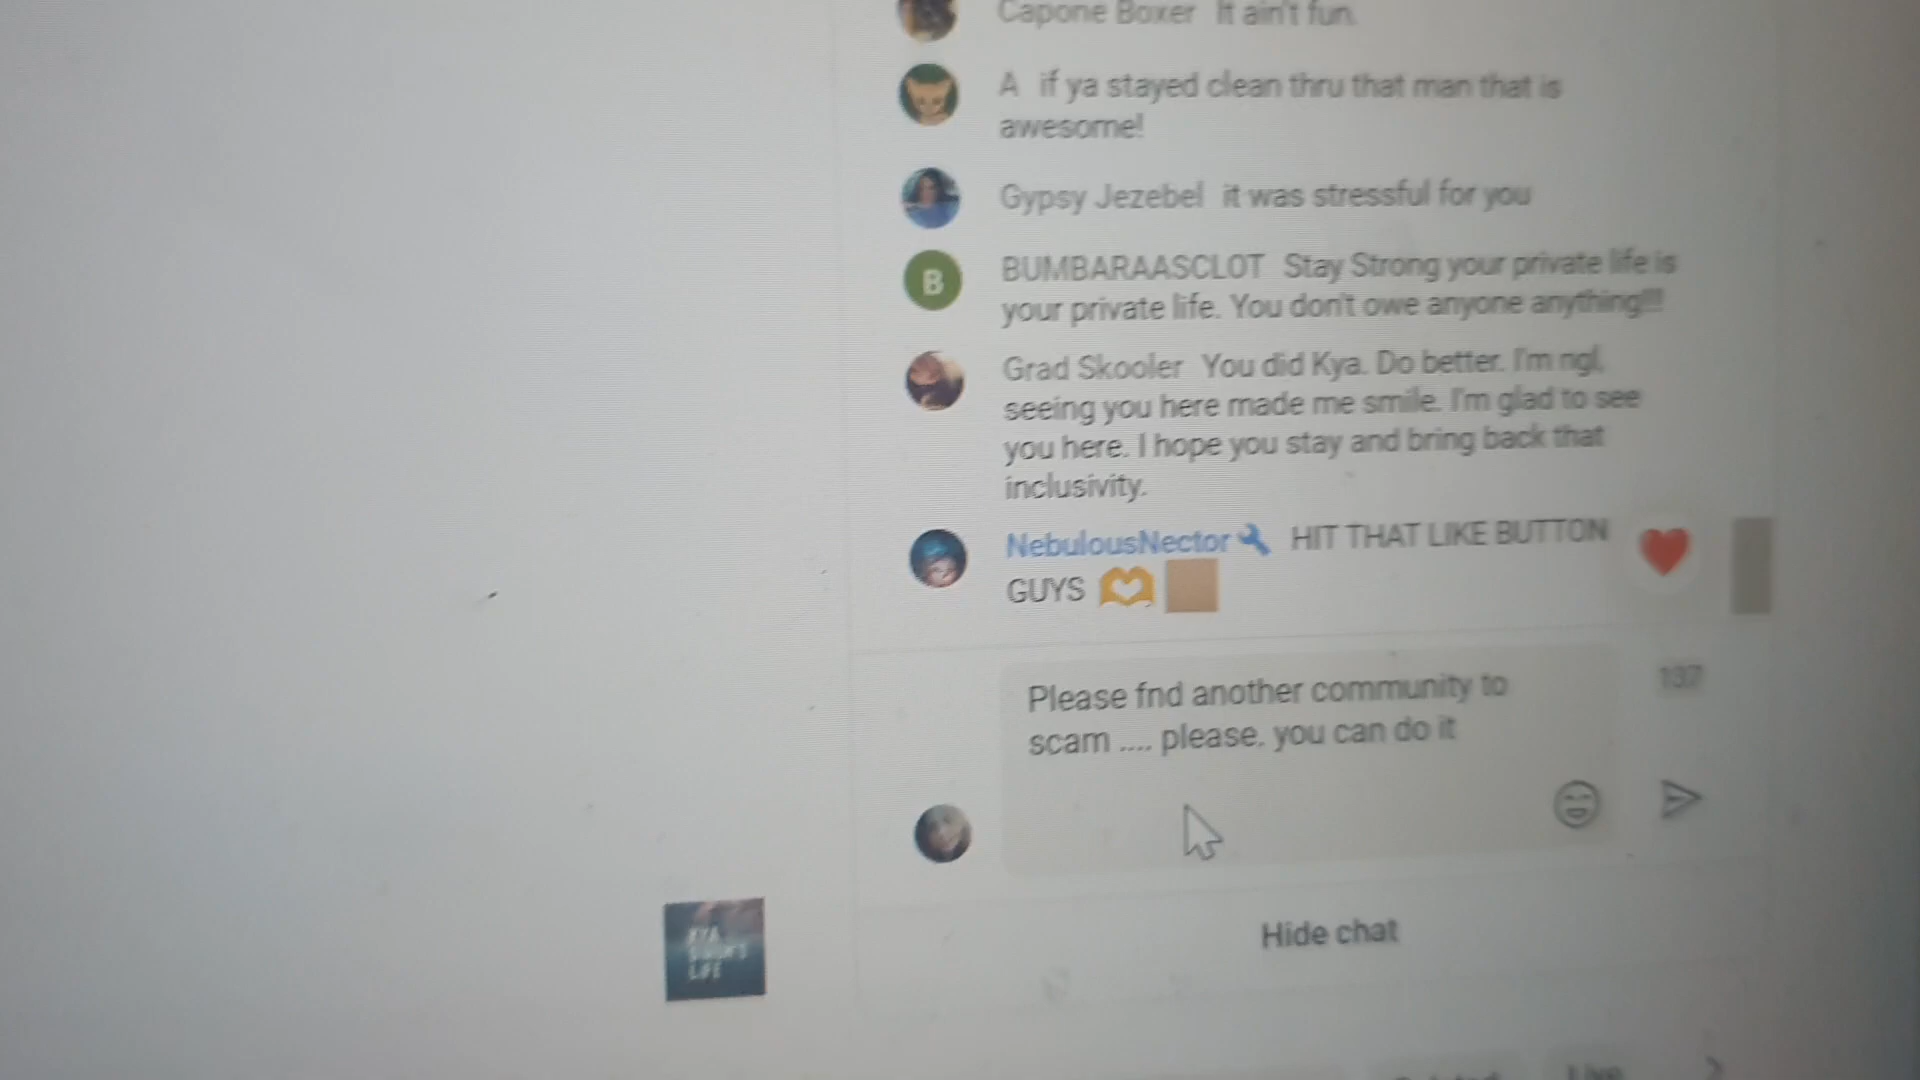 Capone Boxer It ain't fun.
A if ya stayed clean thru that man that is
awesome!
Gypsy Jezebel it was stressful for you
B
BUMBARAASCLOT Stay Strong your private life is
your private life. You don't owe anyone anything!!!
Grad Skooler You did Kya. Do better. I'm ngl,
seeing you here made me smile. I'm glad to see
you here. I hope you stay and bring back that
inclusivity.
NebulousNector HIT THAT LIKE BUTTON
GUYS
Please fnd another community to
scam .... please. you can do it
137
KYA
LIFE
Hide chat
Live